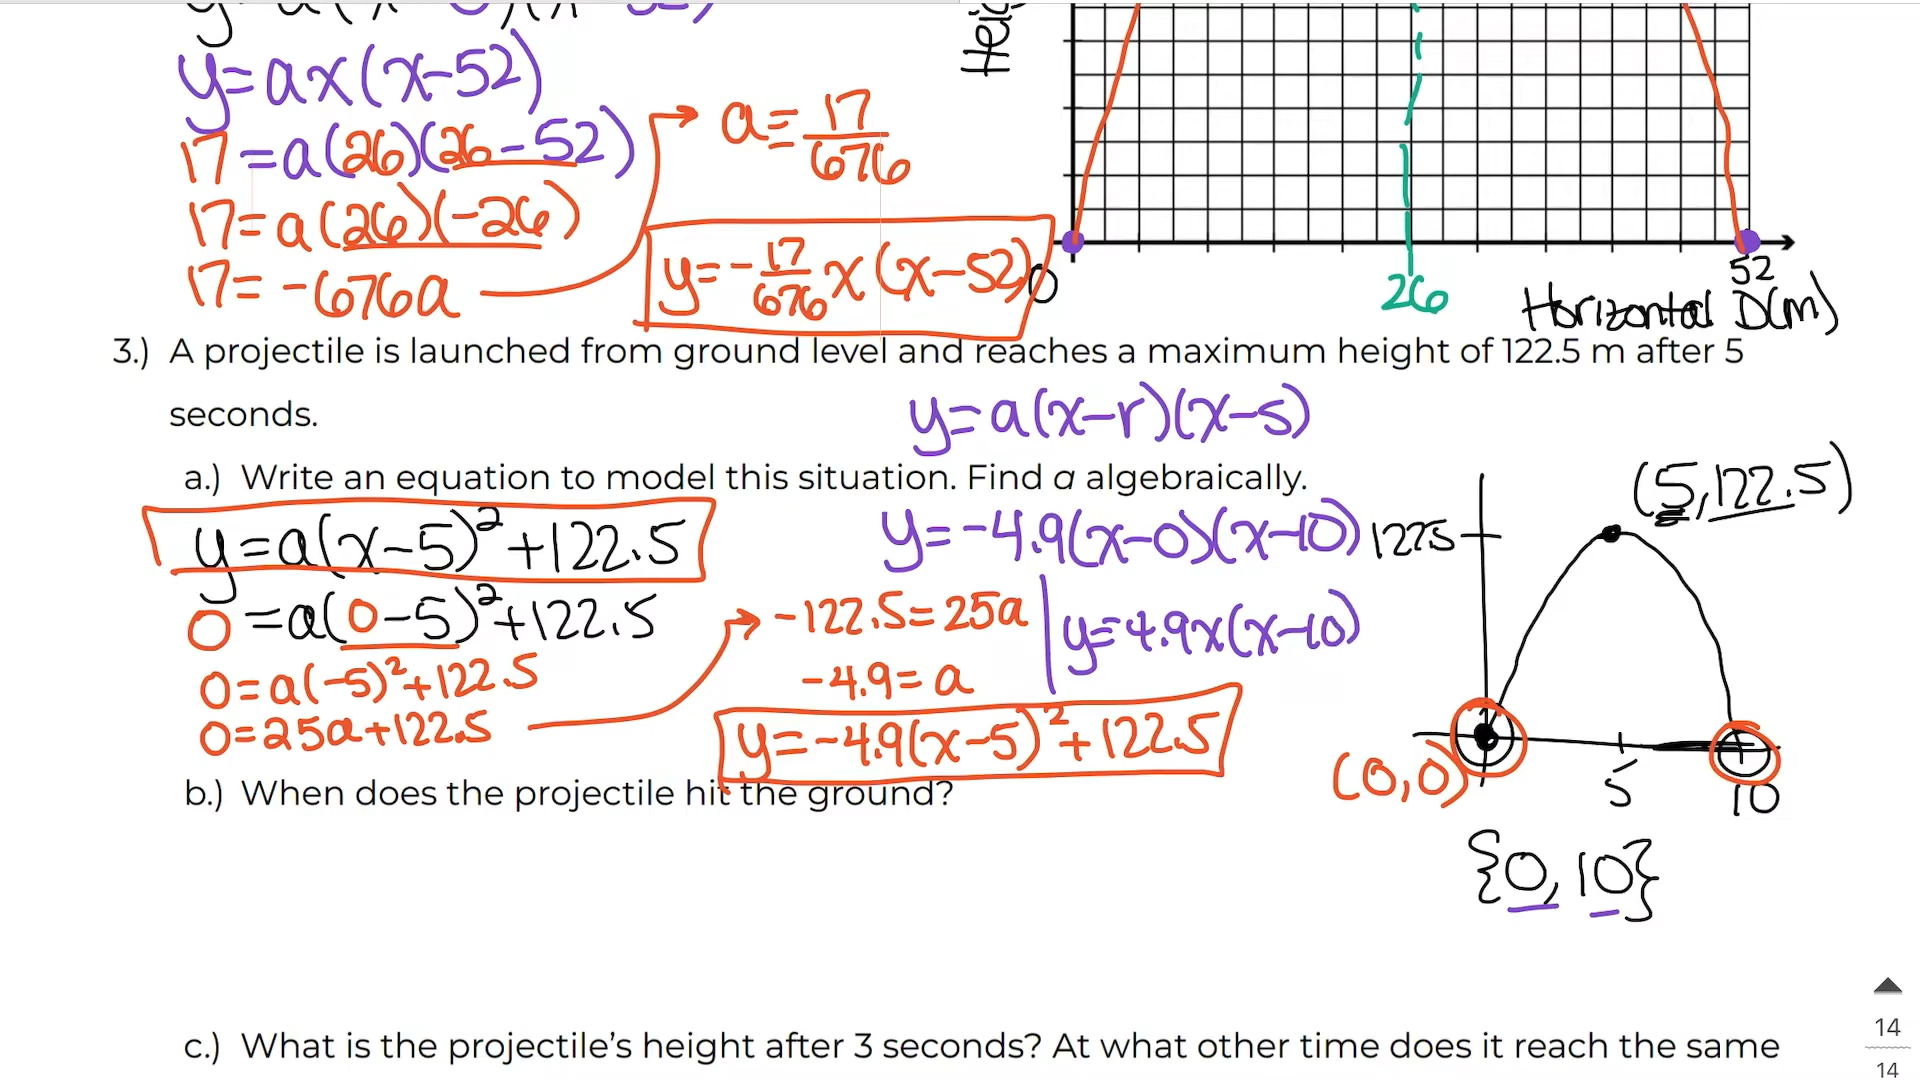 y=ax(x-52)
17=a(26)(26-52)
17=a(26)(-26)
17=-676a
a=17/676
y=-17/676x(x-52)
0
26
52
Horizontal D(m)
3.) A projectile is launched from ground level and reaches a maximum height of 122.5 m after 5
seconds.
y=a(x-r)(x-s)
a.) Write an equation to model this situation. Find a algebraically.
y=a(x-5)²+122.5
0=a(0-5)²+122.5
0=a(-5)²+122.5
0=25a+122.5
-122.5=25a
-4.9=a
y=-4.9(x-5)²+122.5
y=-4.9(x-0)(x-10)
y=4.9x(x-10)
(5,122.5)
122.5
(0,0)
5
10
{0,10}
b.) When does the projectile hit the ground?
c.) What is the projectile's height after 3 seconds? At what other time does it reach the same
14
14